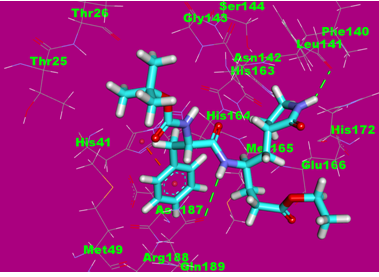 Thr26
Ser144
Gly143
Phe140
Leu141
Asn142
Thr25
His163
His164
His172
His41
Met165
Glu166
Asp187
Met49
Arg188
Gln189